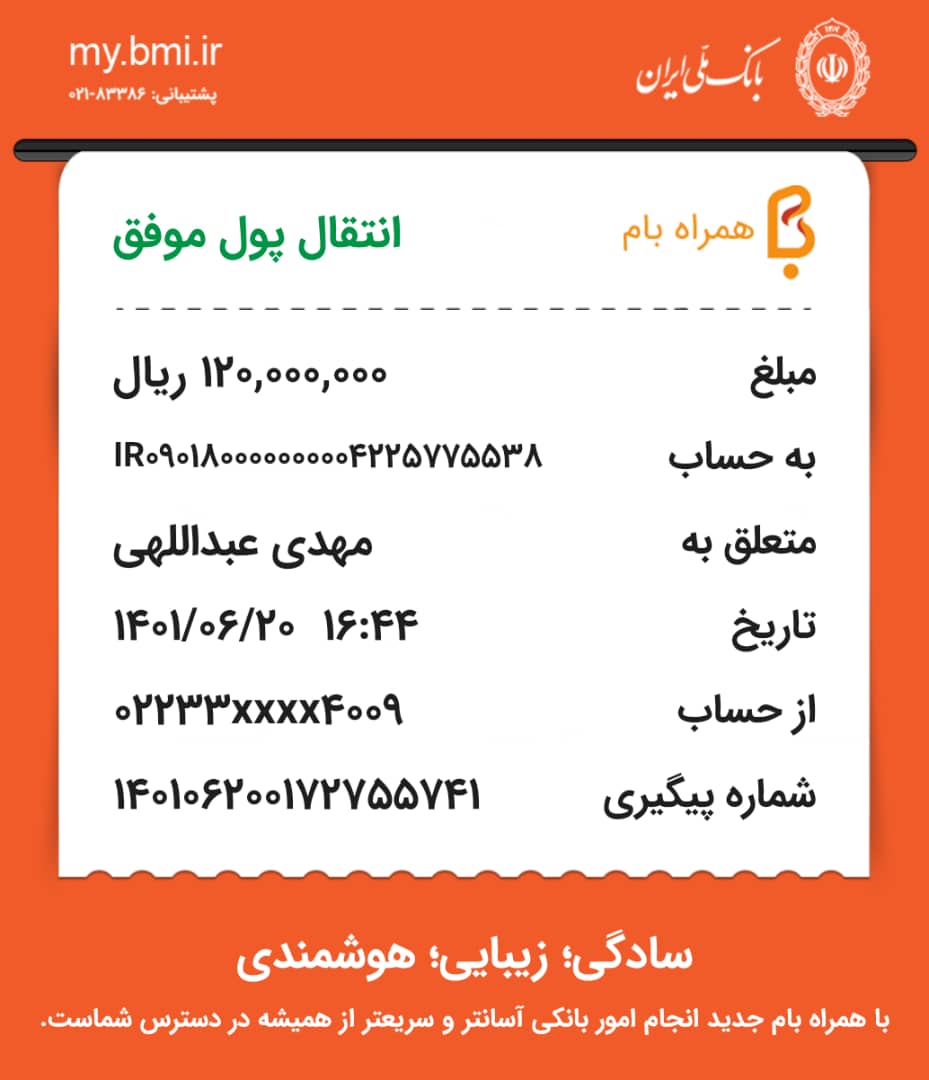 my.bmi.ir
پشتیبانی: ۸۳۳۸۶-۰۲۱
بانک ملّی ایران
همراه بام
انتقال پول موفق
مبلغ ۱۲۰,۰۰۰,۰۰۰ ریال
به حساب IR۰۹۰۱۸۰۰۰۰۰۰۰۰۰۰۴۲۲۵۷۷۵۵۳۸
متعلق به مهدی عبداللهی
تاریخ ۱۴۰۱/۰۶/۲۰ ۱۶:۴۴
از حساب ۰۲۲۳۳xxxx۴۰۰۹
شماره پیگیری ۱۴۰۱۰۶۲۰۰۱۷۲۷۵۵۷۴۱
سادگی؛ زیبایی؛ هوشمندی
با همراه بام جدید انجام امور بانکی آسانتر و سریعتر از همیشه در دسترس شماست.